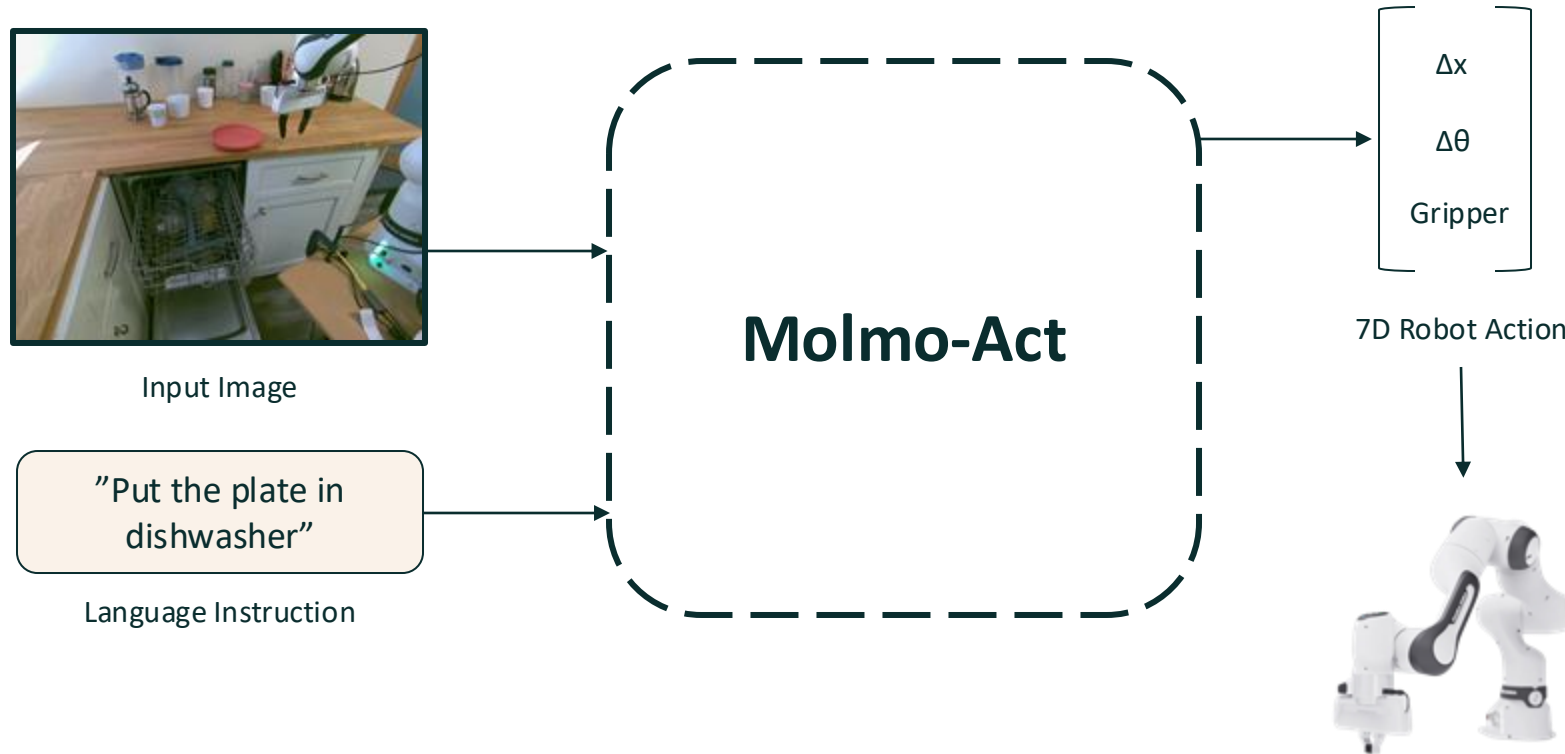 Input Image
”Put the plate in
dishwasher”
Language Instruction
Molmo-Act
Δx
Δθ
Gripper
7D Robot Action